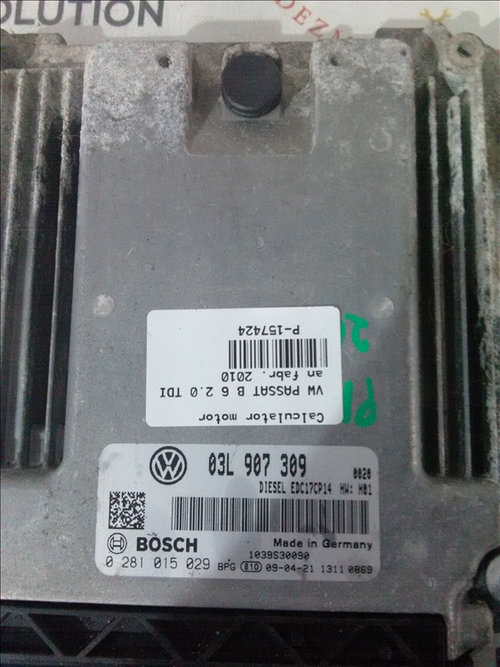 OLUTION
DEZN
Calculator motor
VW PASSAT B 6 2.0 TDI
an fabr. 2010
P-157424
03L 907 309 0020
DIESEL EDC17CP14 HW: H01
BOSCH Made in Germany
1039S30090
0 281 015 029 BPG 810 09-04-21 1311 0869